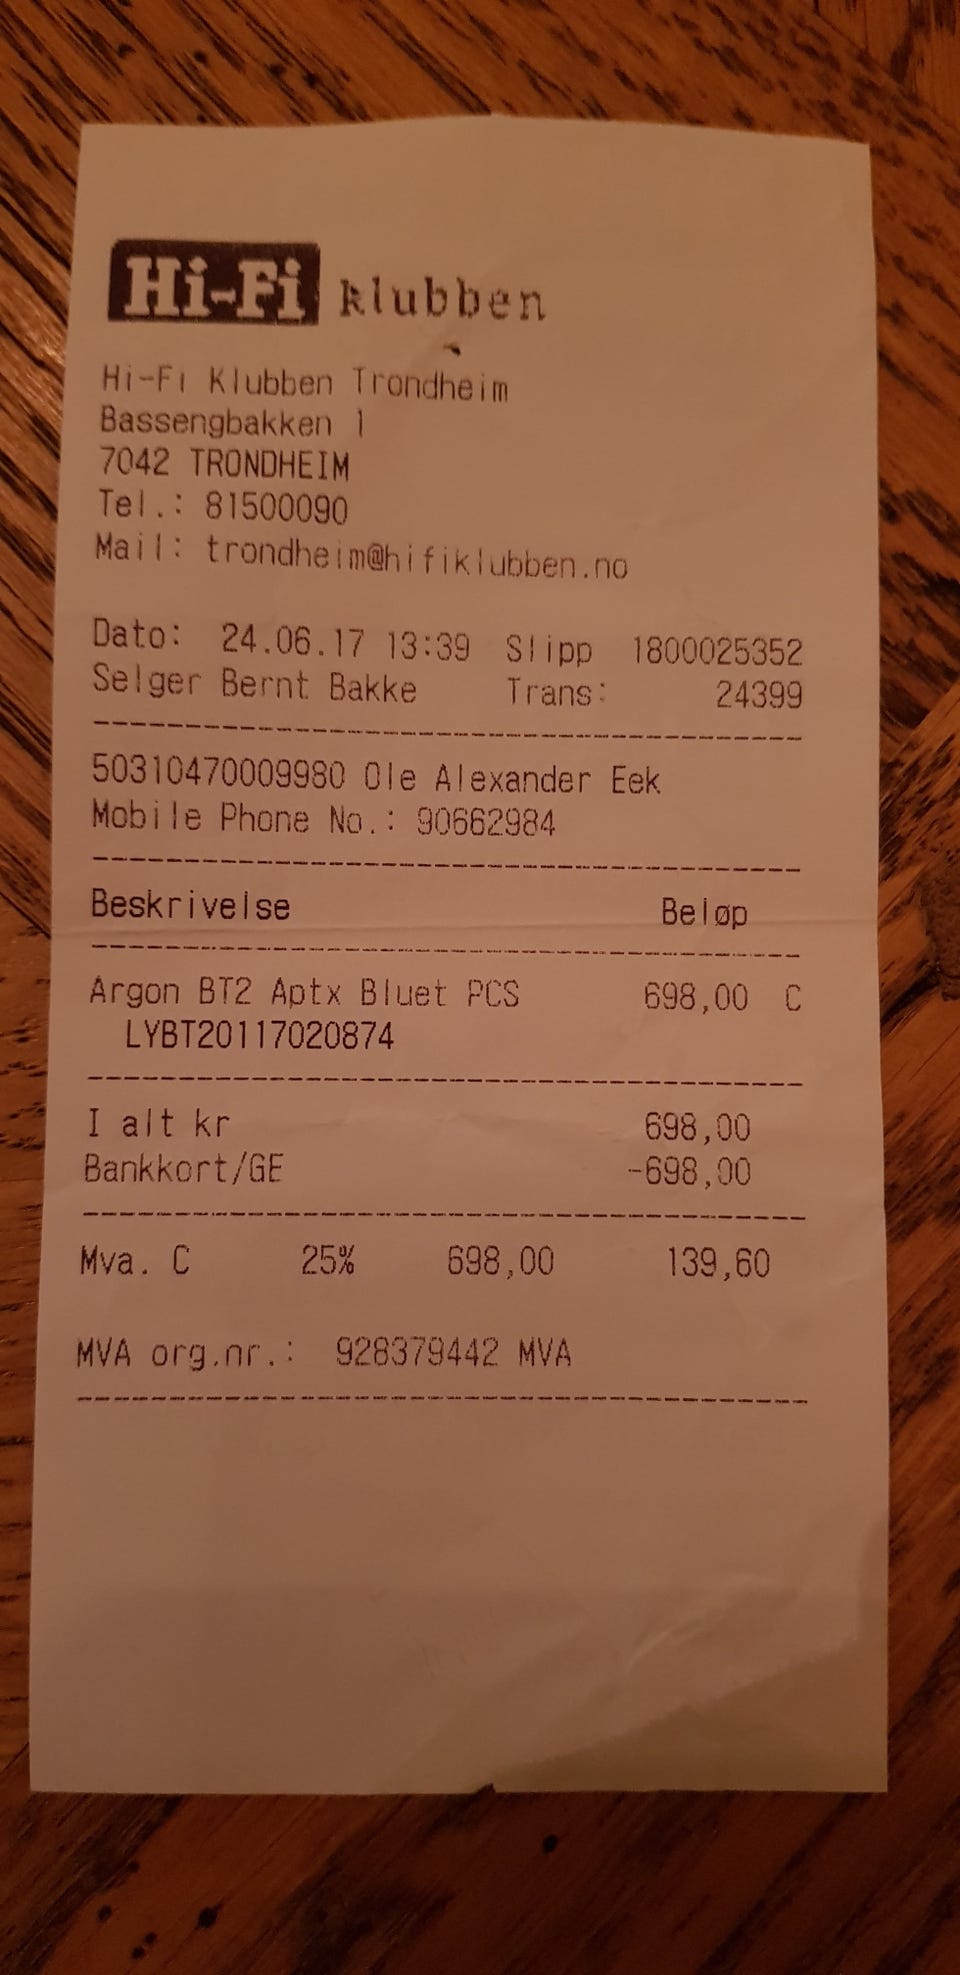 Hi-Fi klubben
Hi-Fi Klubben Trondheim
Bassengbakken 1
7042 TRONDHEIM
Tel.: 81500090
Mail: trondheim@hifiklubben.no
Dato: 24.06.17 13:39 Slipp 1800025352
Selger Bernt Bakke Trans: 24399
50310470009980 Ole Alexander Eek
Mobile Phone No.: 90662984
Beskrivelse Beløp
Argon BT2 Aptx Bluet PCS 698,00 C
LYBT20117020874
I alt kr 698,00
Bankkort/GE -698,00
Mva. C 25% 698,00 139,60
MVA org.nr.: 928379442 MVA